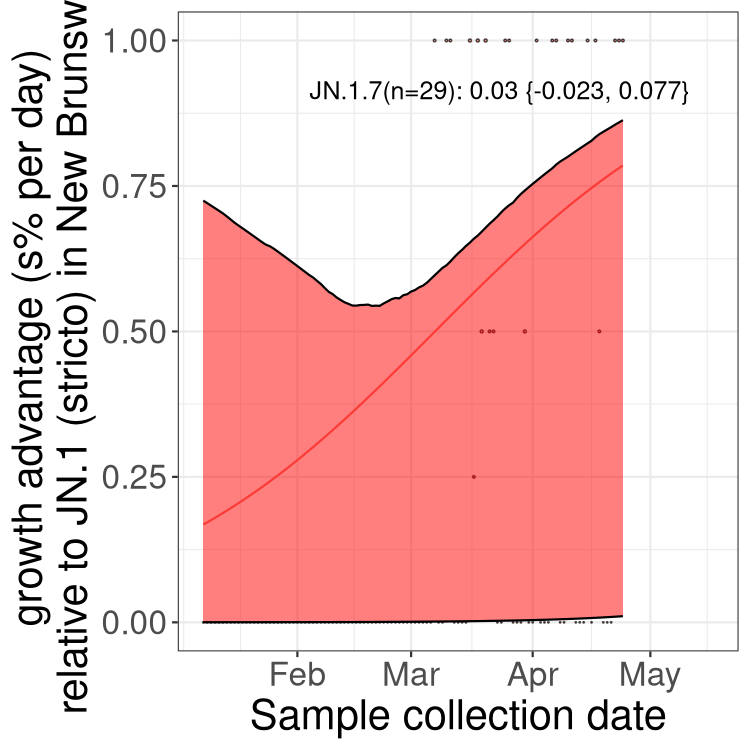 growth advantage (s% per day)
relative to JN.1 (stricto) in New Brunsw
1.00
0.75
0.50
0.25
0.00
JN.1.7(n=29): 0.03 {-0.023, 0.077}
Feb Mar Apr May
Sample collection date